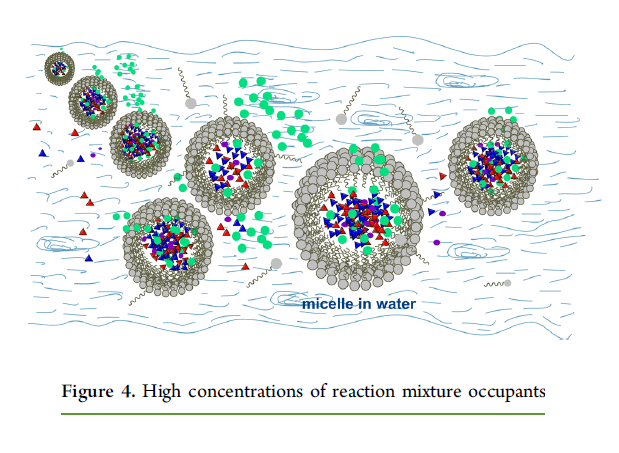 micelle in water
Figure 4. High concentrations of reaction mixture occupants